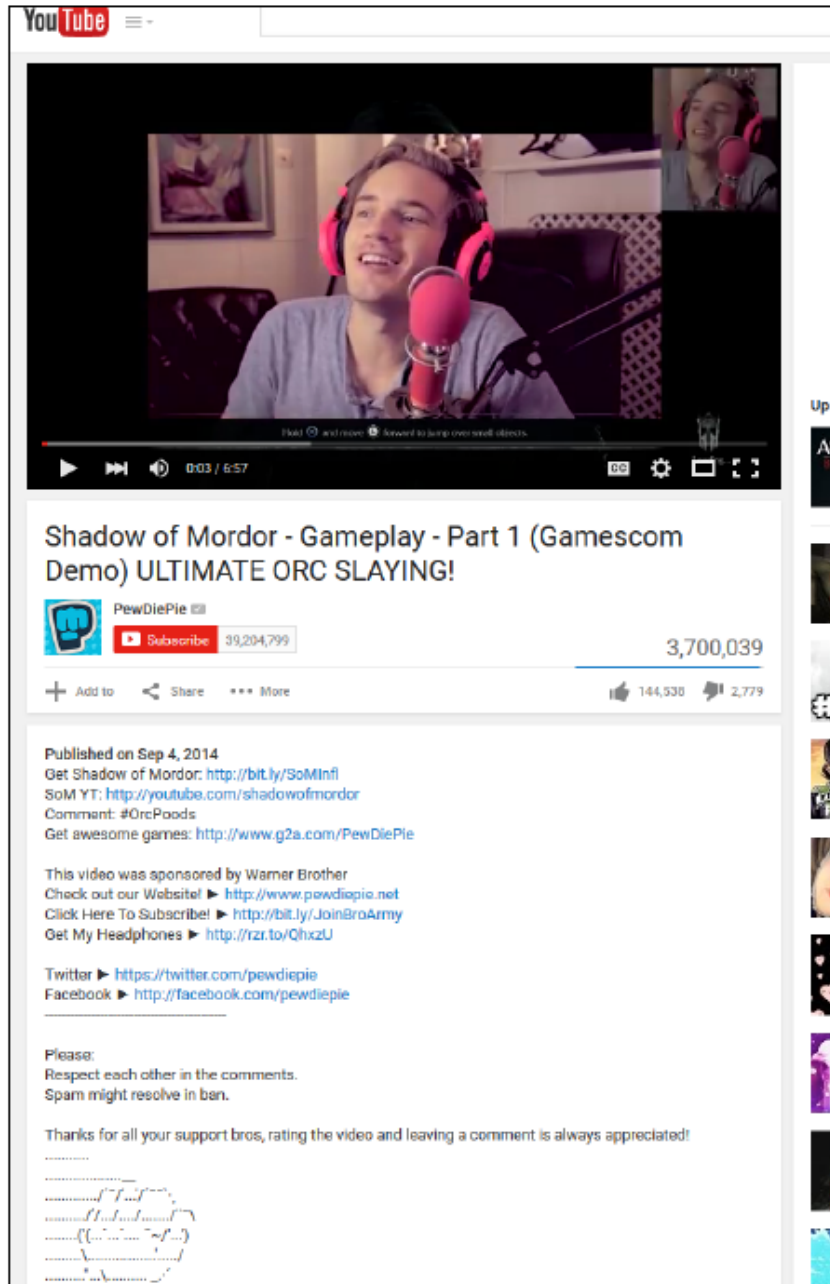 YouTube
Hold and move forward to jump over small objects.
0:03 / 6:57
CC
Up
A
Shadow of Mordor - Gameplay - Part 1 (Gamescom
Demo) ULTIMATE ORC SLAYING!
PewDiePie
Subscribe 39,204,799
3,700,039
Add to Share More 144,538 2,779
#
Published on Sep 4, 2014
Get Shadow of Mordor: http://bit.ly/SoMInfl
SoM YT: http://youtube.com/shadowofmordor
Comment: #OrcPoods
Get awesome games: http://www.g2a.com/PewDiePie
This video was sponsored by Warner Brother
Check out our Website! ► http://www.pewdiepie.net
Click Here To Subscribe! ► http://bit.ly/JoinBroArmy
Get My Headphones ► http://rzr.to/QhxzU
Twitter ► https://twitter.com/pewdiepie
Facebook ► http://facebook.com/pewdiepie
Please:
Respect each other in the comments.
Spam might resolve in ban.
Thanks for all your support bros, rating the video and leaving a comment is always appreciated!